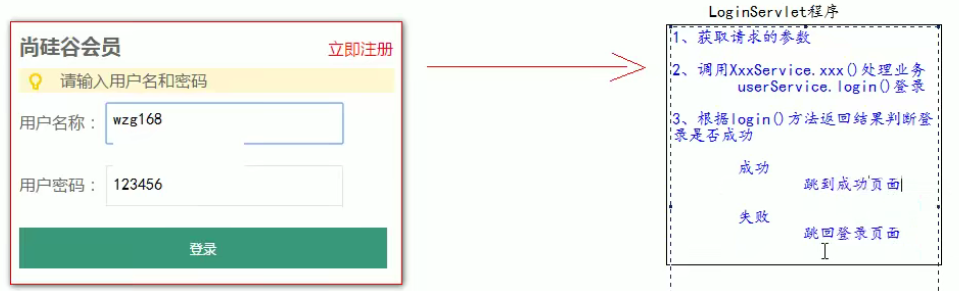 尚硅谷会员
立即注册
请输入用户名和密码
用户名称：
wzg168
用户密码：
123456
登录
LoginServlet程序
1、获取请求的参数
2、调用XxxService.xxx()处理业务
userService.login()登录
3、根据login()方法返回结果判断登
录是否成功
成功
跳到成功页面
失败
跳回登录页面